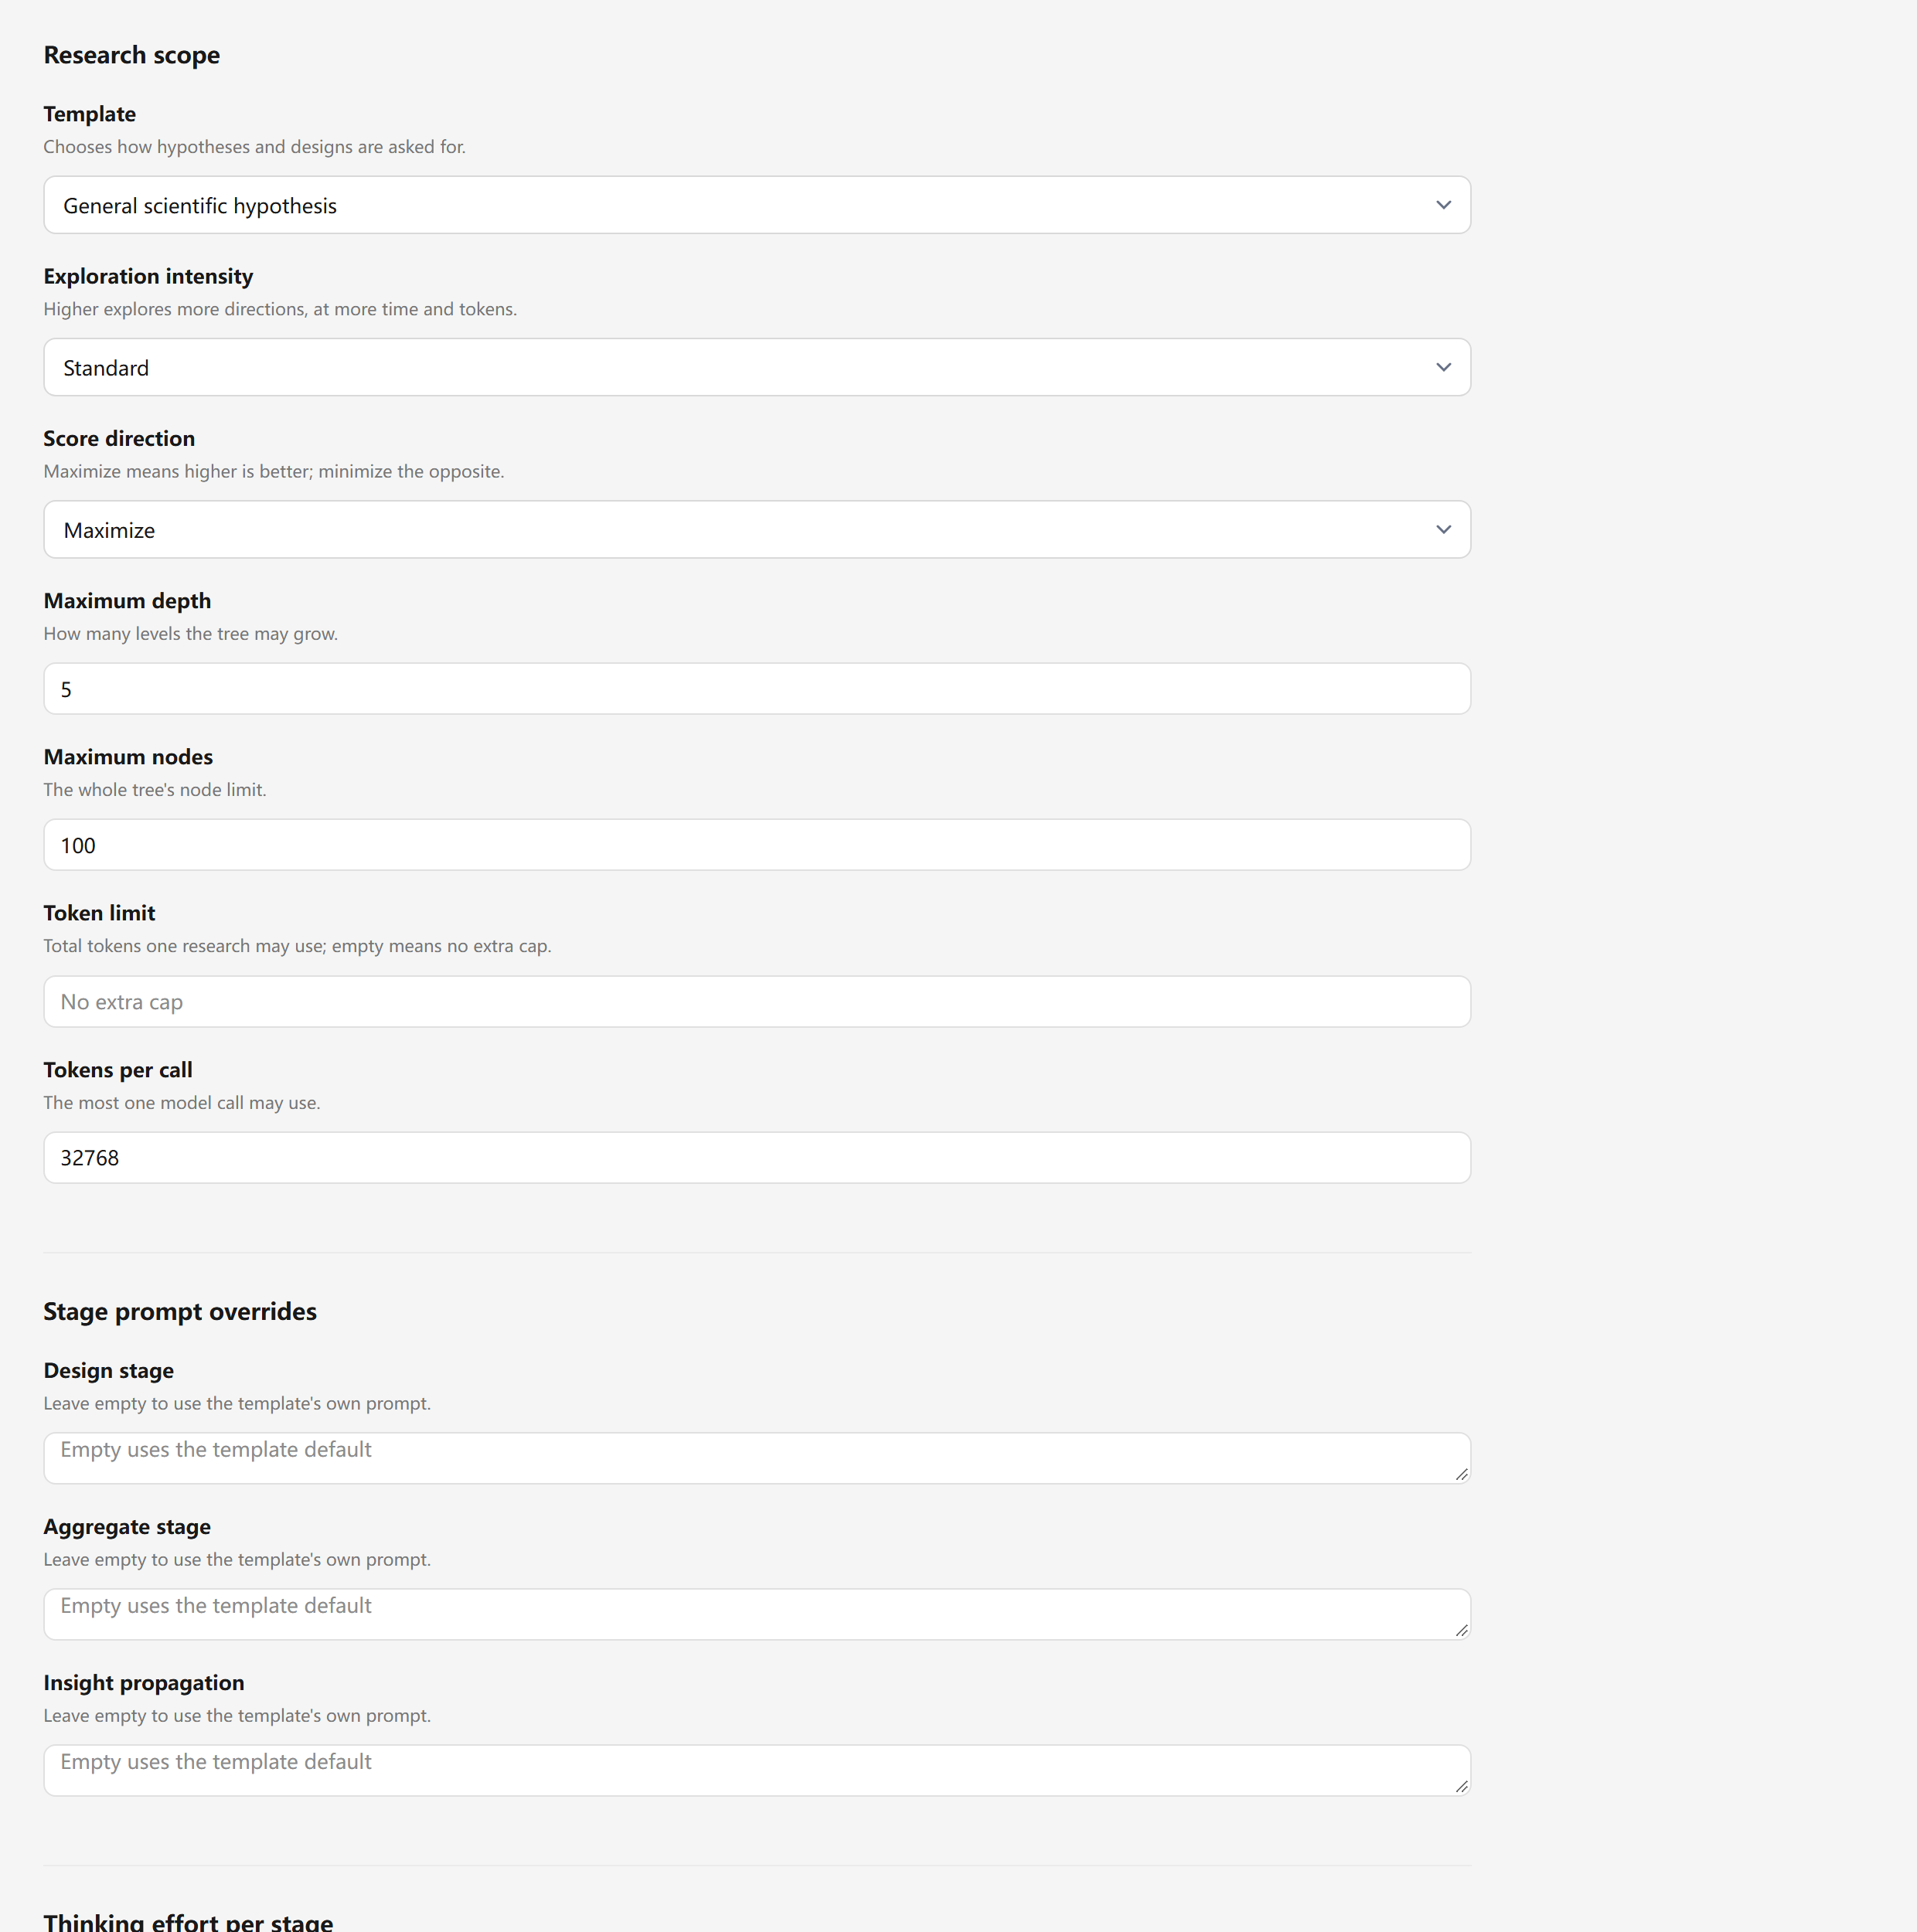 Research scope
Template
Chooses how hypotheses and designs are asked for.
General scientific hypothesis
Exploration intensity
Higher explores more directions, at more time and tokens.
Standard
Score direction
Maximize means higher is better; minimize the opposite.
Maximize
Maximum depth
How many levels the tree may grow.
5
Maximum nodes
The whole tree's node limit.
100
Token limit
Total tokens one research may use; empty means no extra cap.
No extra cap
Tokens per call
The most one model call may use.
32768
Stage prompt overrides
Design stage
Leave empty to use the template's own prompt.
Empty uses the template default
Aggregate stage
Leave empty to use the template's own prompt.
Empty uses the template default
Insight propagation
Leave empty to use the template's own prompt.
Empty uses the template default
Thinking effort per stage